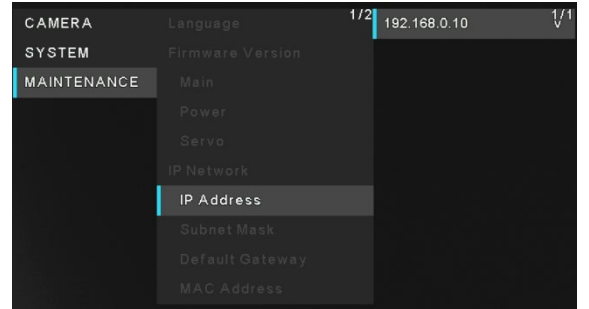 CAMERA
SYSTEM
MAINTENANCE
Language 1/2
Firmware Version
Main
Power
Servo
IP Network
IP Address
Subnet Mask
Default Gateway
MAC Address
192.168.0.10 1/1
v